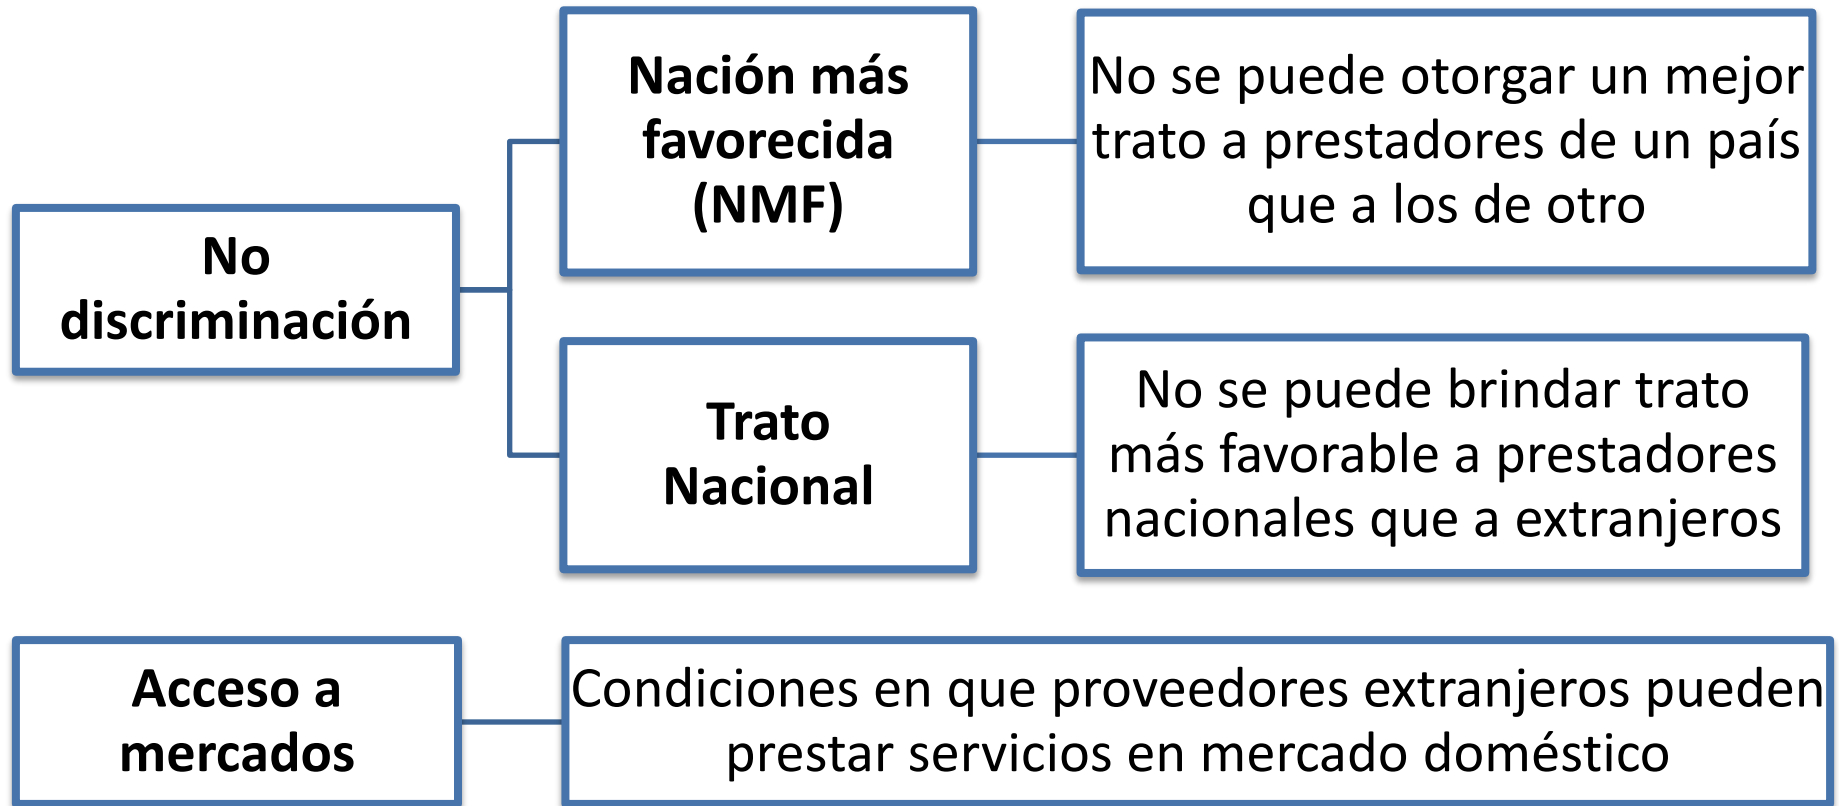 No
discriminación
Nación más
favorecida
(NMF)
No se puede otorgar un mejor
trato a prestadores de un país
que a los de otro
Trato
Nacional
No se puede brindar trato
más favorable a prestadores
nacionales que a extranjeros
Acceso a
mercados
Condiciones en que proveedores extranjeros pueden
prestar servicios en mercado doméstico